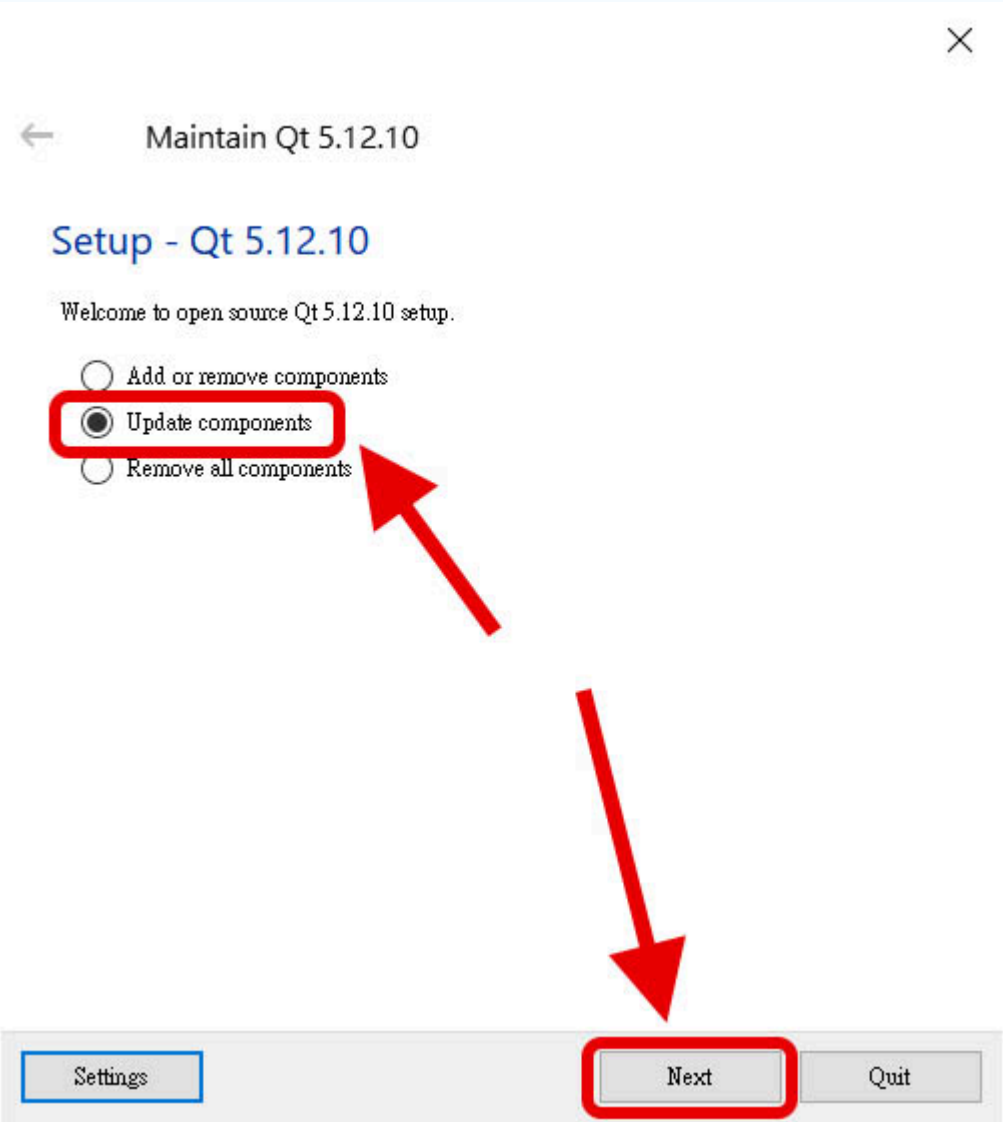 Maintain Qt 5.12.10
Setup - Qt 5.12.10
Welcome to open source Qt 5.12.10 setup.
Add or remove components
Update components
Remove all components
Settings
Next
Quit